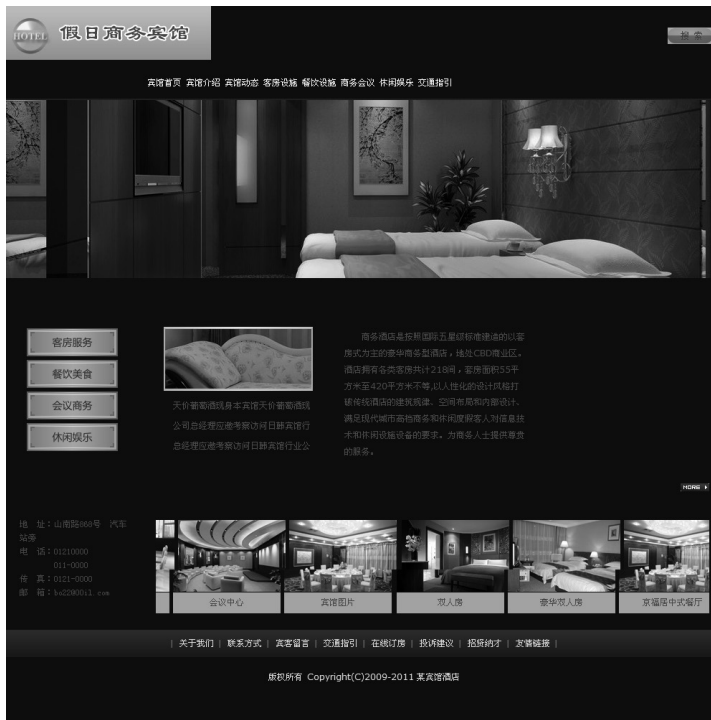 HOTEL
假日商务宾馆
搜 索
宾馆首页 宾馆介绍 宾馆动态 客房设施 餐饮设施 商务会议 休闲娱乐 交通指引
客房服务
餐饮美食
会议商务
休闲娱乐
天价葡萄酒现身本宾馆天价葡萄酒现
公司总经理应邀考察访问日韩宾馆行
总经理应邀考察访问日韩宾馆行业公
商务酒店是按照国际五星级标准建造的以客
房式为主的豪华商务型酒店，地处CBD商业区。
酒店拥有各类客房共计218间，客房面积55平
方米至420平方米不等,以人性化的设计风格打
破传统酒店的建筑规律、空间布局和内部设计、
满足现代城市高档商务和休闲度假客人对信息技
术和休闲设施设备的要求。为商务人士提供尊贵
的服务。
MORE
地 址：山南路868号 汽车
站旁
电 话：01210000
011-0000
传 真：0121-0000
邮 箱：
会议中心
宾馆图片
双人房
豪华双人房
京福居中式餐厅
| 关于我们 | 联系方式 | 宾客留言 | 交通指引 | 在线订房 | 投诉建议 | 招贤纳才 | 友情链接 |
版权所有 Copyright(C)2009-2011 某宾馆酒店